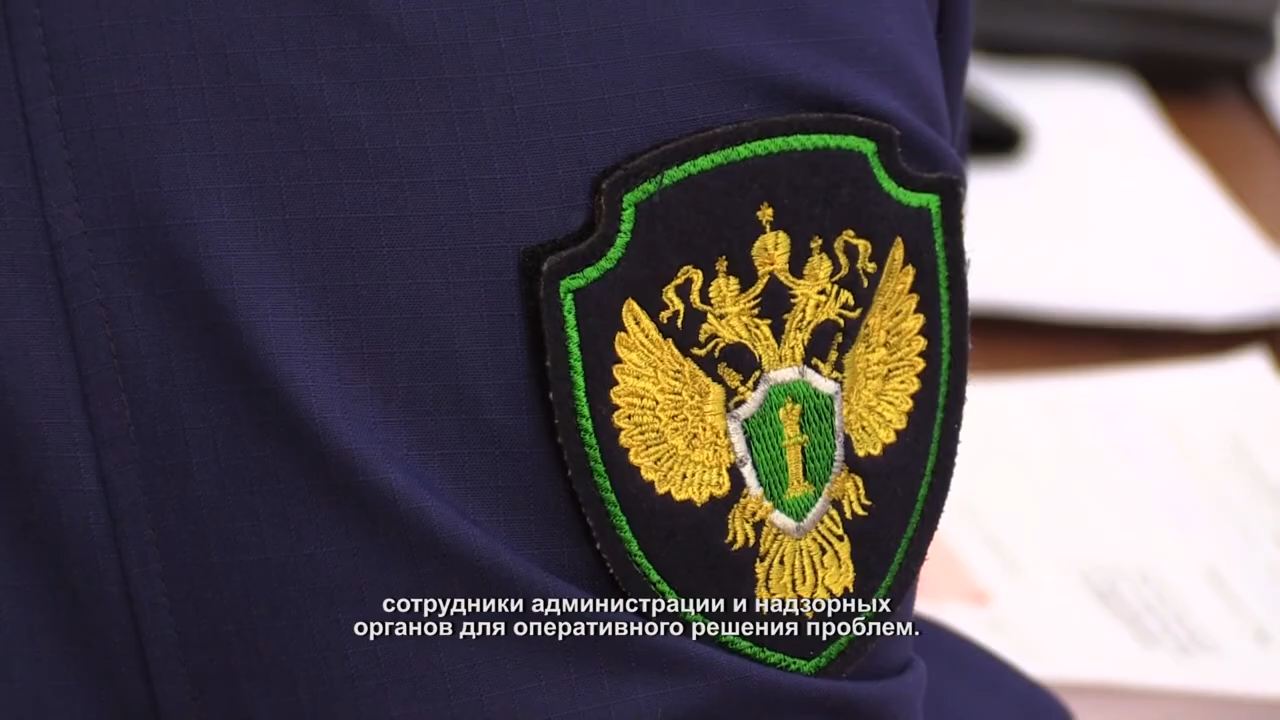 сотрудники администрации и надзорных
органов для оперативного решения проблем.